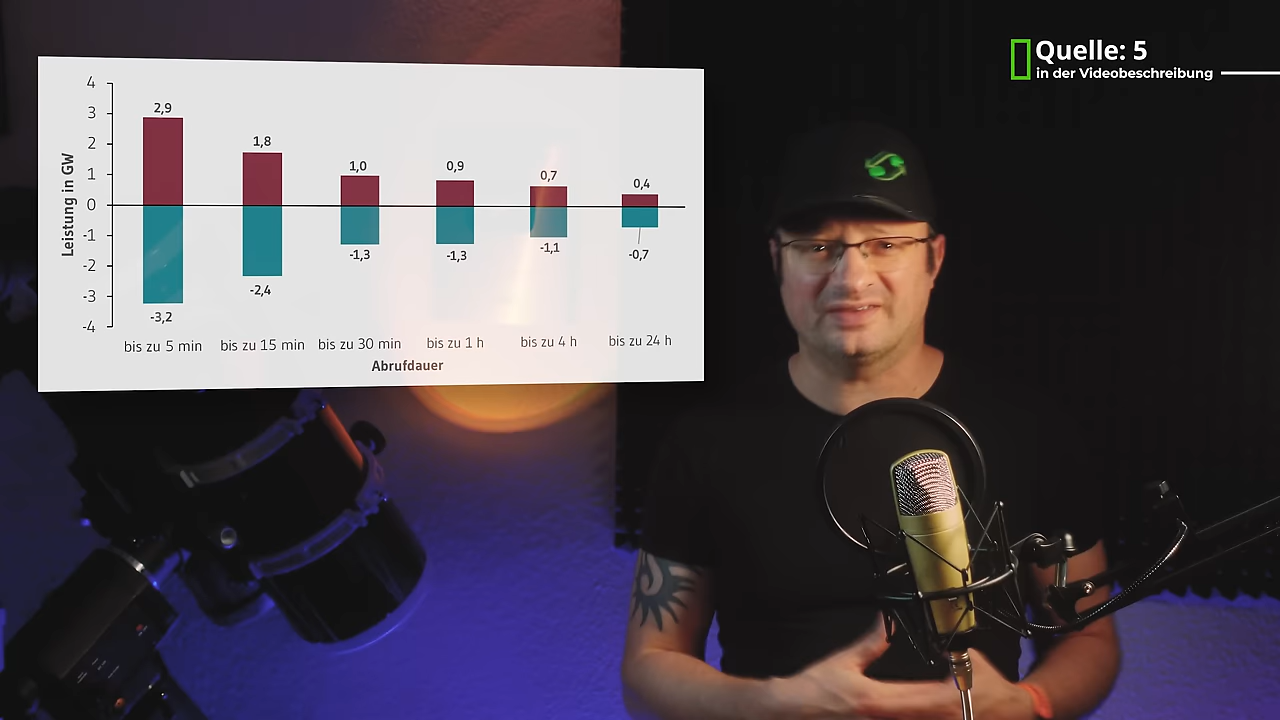 Quelle: 5
in der Videobeschreibung
4
3
2
1
0
-1
-2
-3
-4
Leistung in GW
2,9
1,8
1,0
0,9
0,7
0,4
-3,2
-2,4
-1,3
-1,3
-1,1
-0,7
bis zu 5 min
bis zu 15 min
bis zu 30 min
bis zu 1 h
bis zu 4 h
bis zu 24 h
Abrufdauer